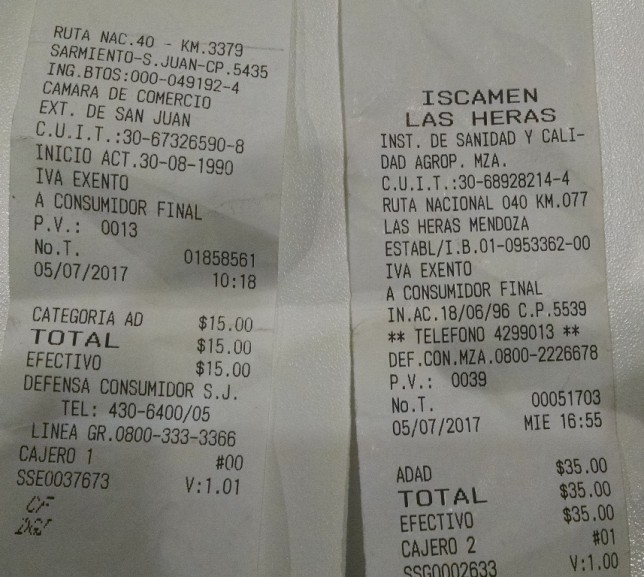 RUTA NAC.40 - KM.3379
SARMIENTO-S.JUAN-CP.5435
ING.BTOS:000-049192-4
CAMARA DE COMERCIO
EXT. DE SAN JUAN
C.U.I.T.:30-67326590-8
INICIO ACT.30-08-1990
IVA EXENTO
A CONSUMIDOR FINAL
P.V.: 0013
No.T. 01858561
05/07/2017 10:18
CATEGORIA AD $15.00
TOTAL $15.00
EFECTIVO $15.00
DEFENSA CONSUMIDOR S.J.
TEL: 430-6400/05
LINEA GR.0800-333-3366
CAJERO 1 #00
SSE0037673 V:1.01
CF
DGI
ISCAMEN
LAS HERAS
INST. DE SANIDAD Y CALI-
DAD AGROP. MZA.
C.U.I.T.:30-68928214-4
RUTA NACIONAL 040 KM.077
LAS HERAS MENDOZA
ESTABL/I.B.01-0953362-00
IVA EXENTO
A CONSUMIDOR FINAL
IN.AC.18/06/96 C.P.5539
** TELEFONO 4299013 **
DEF.CON.MZA.0800-2226678
P.V.: 0039
No.T. 00051703
05/07/2017 MIE 16:55
ADAD $35.00
TOTAL $35.00
EFECTIVO $35.00
CAJERO 2 #01
SSG0002633 V:1.00